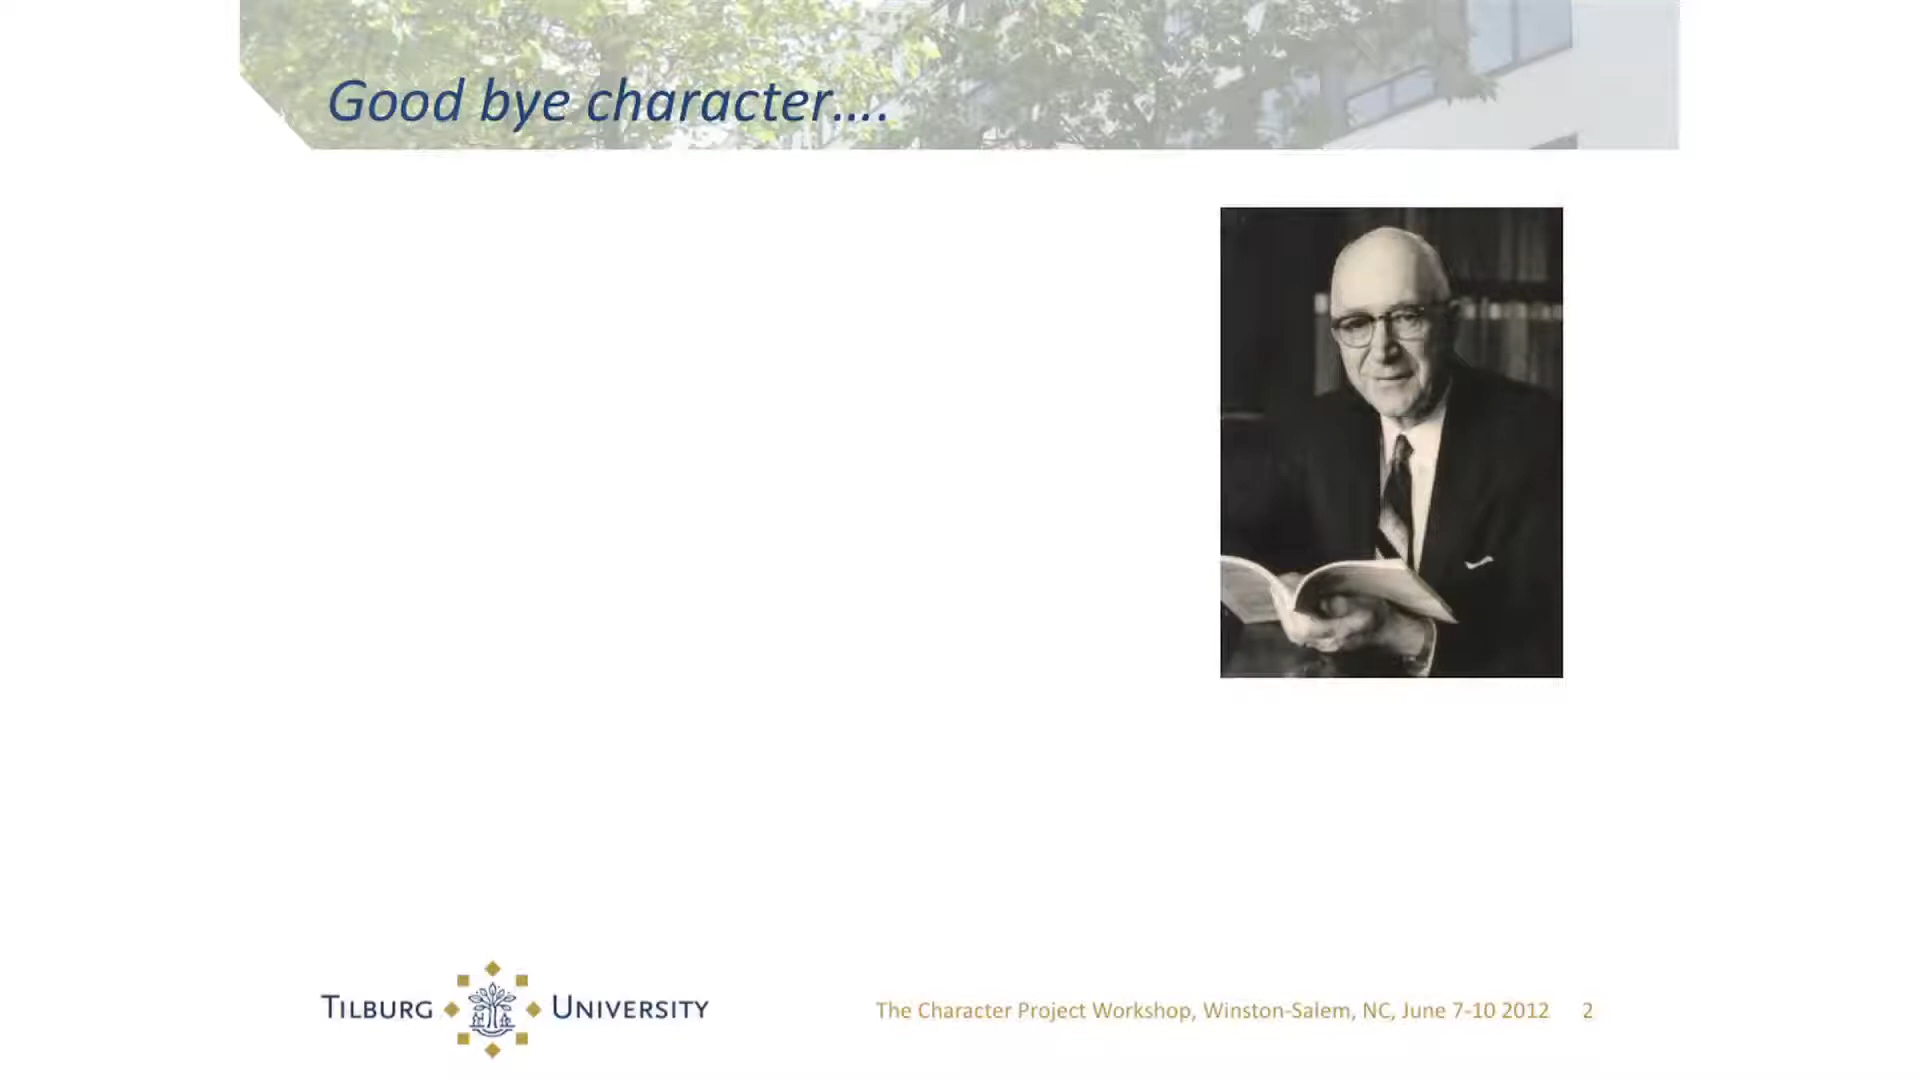 Good bye character....
TILBURG UNIVERSITY
The Character Project Workshop, Winston-Salem, NC, June 7-10 2012 2